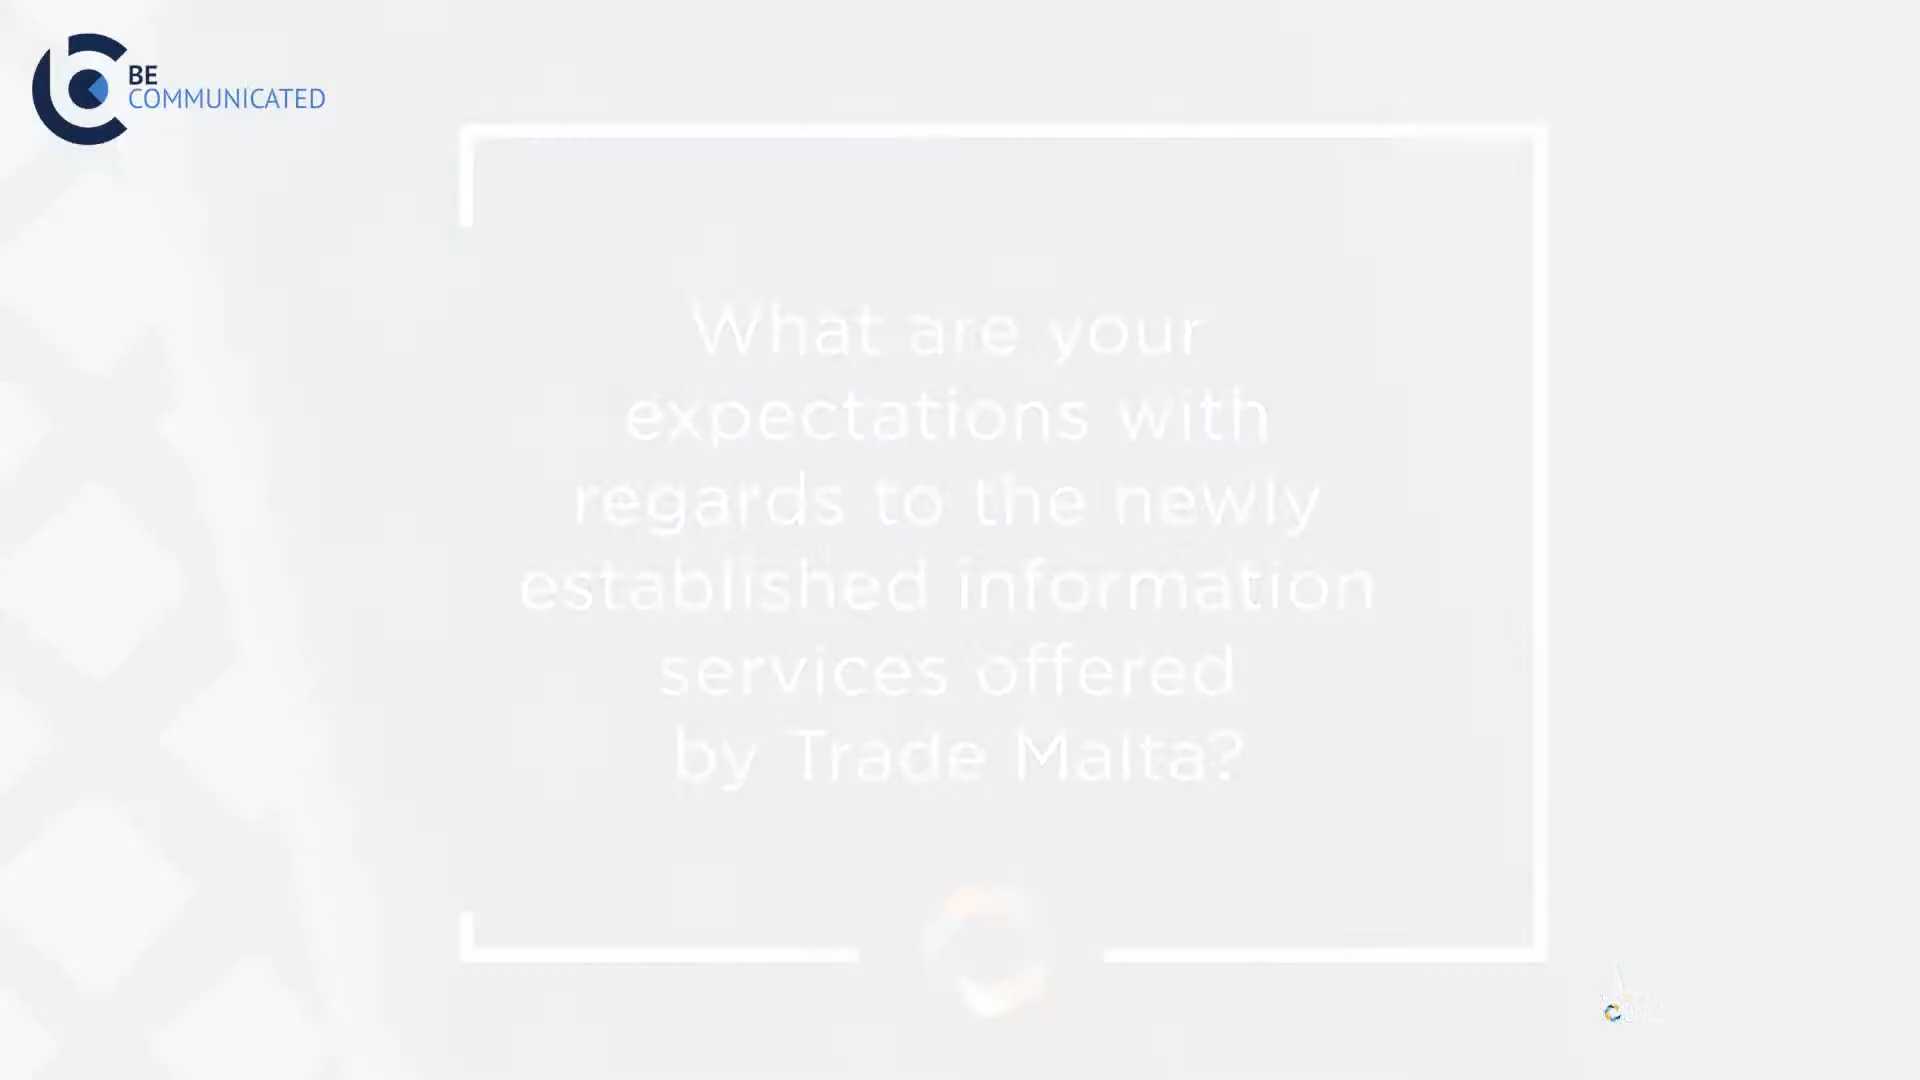 BE
COMMUNICATED
What are your
expectations with
regards to the newly
established information
services offered
by Trade Malta?